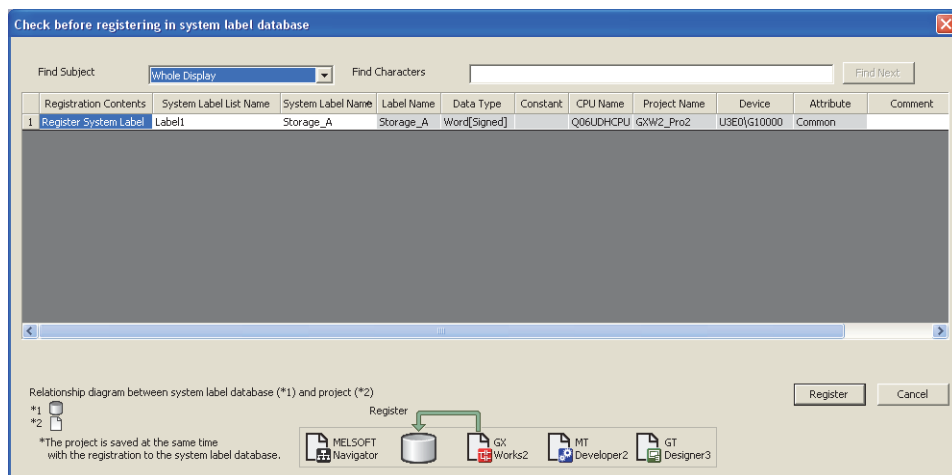 Check before registering in system label database
Find Subject Whole Display Find Characters Find Next
Registration Contents System Label List Name System Label Name Label Name Data Type Constant CPU Name Project Name Device Attribute Comment
1 Register System Label Label1 Storage_A Storage_A Word[Signed] Q06UDHCPU GXW2_Pro2 U3E0\G10000 Common
Relationship diagram between system label database (*1) and project (*2)
*1
*2
*The project is saved at the same time
with the registration to the system label database.
Register
MELSOFT
Navigator
GX
Works2
MT
Developer2
GT
Designer3
Register Cancel